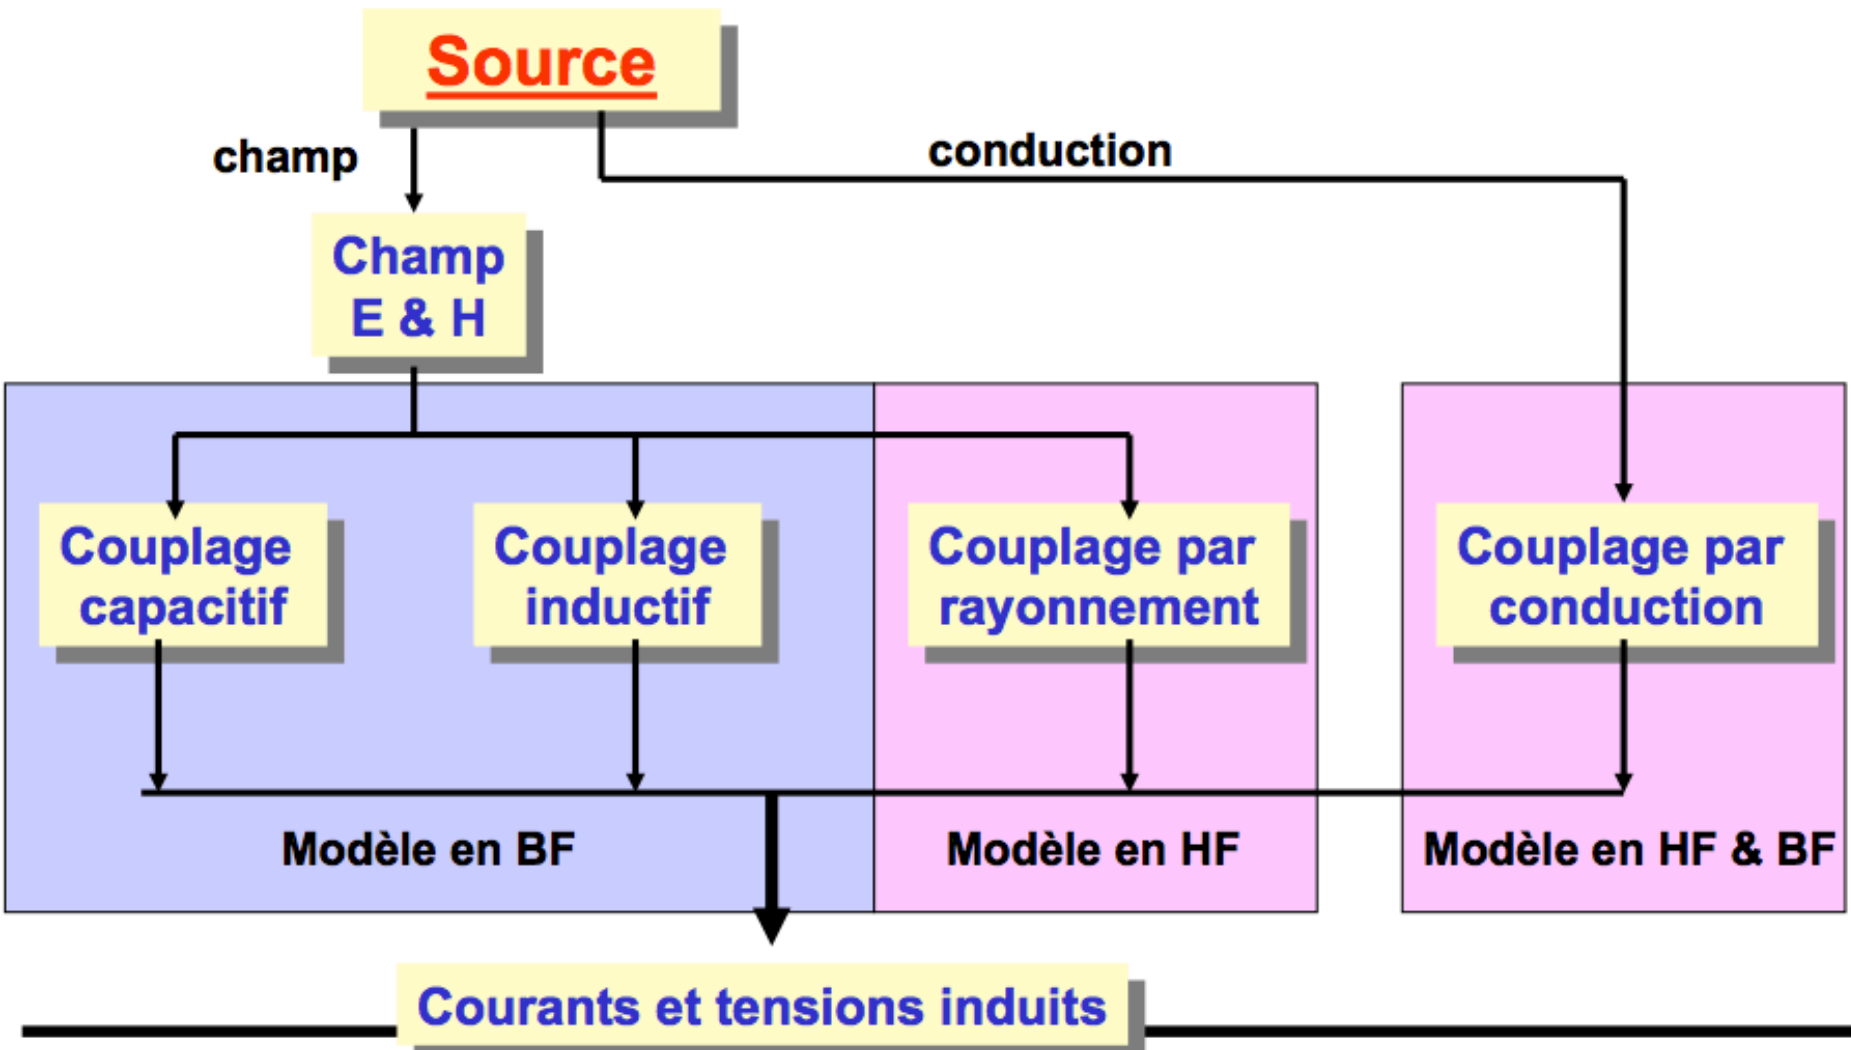 Source
champ
conduction
Champ
E & H
Couplage
capacitif
Couplage
inductif
Couplage par
rayonnement
Couplage par
conduction
Modèle en BF
Modèle en HF
Modèle en HF & BF
Courants et tensions induits